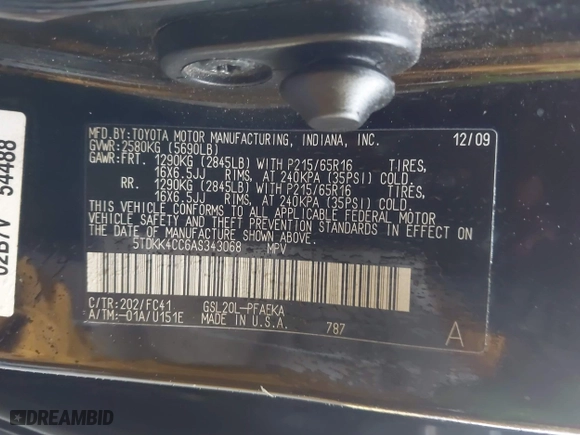 MFD.BY:TOYOTA MOTOR MANUFACTURING, INDIANA, INC. 12/09
GVWR:2580KG (5690LB)
GAWR:FRT. 1290KG (2845LB) WITH P215/65R16 TIRES,
16X6.5JJ RIMS, AT 240KPA (35PSI) COLD.
RR. 1290KG (2845LB) WITH P215/65R16 TIRES,
16X6.5JJ RIMS, AT 240KPA (35PSI) COLD.
THIS VEHICLE CONFORMS TO ALL APPLICABLE FEDERAL MOTOR
VEHICLE SAFETY AND THEFT PREVENTION STANDARDS IN EFFECT ON
THE DATE OF MANUFACTURE SHOWN ABOVE.
5TDKK4CC6AS343068 MPV
C/TR:202/FC41 GSL20L-PFAEKA
A/TM:-01A/U151E MADE IN U.S.A. 787 A
02B7V 54488
DREAMBID